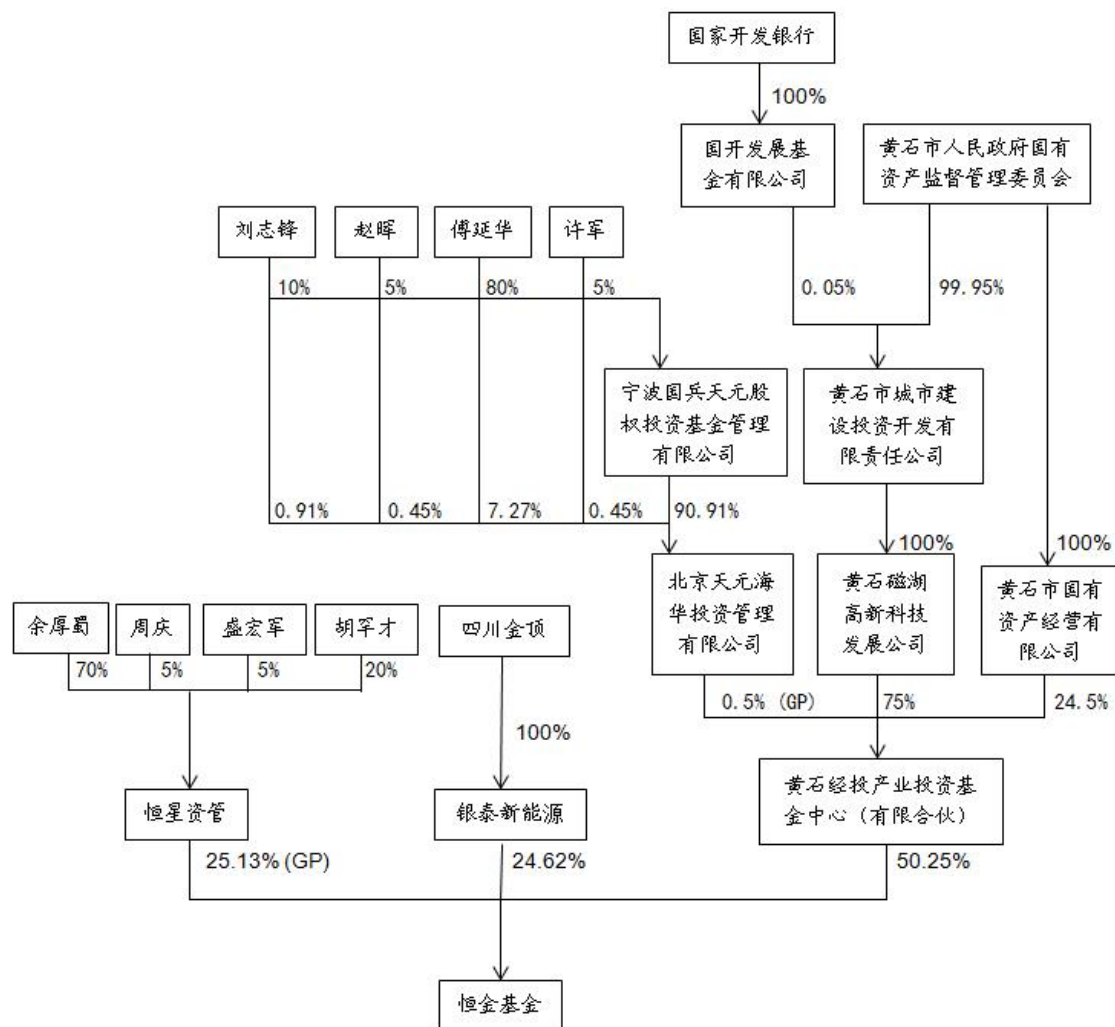 国家开发银行
100%
国开发展基
金有限公司
黄石市人民政府国有
资产监督管理委员会
刘志锋
赵晖
傅延华
许军
10%
5%
80%
5%
0.05%
99.95%
宁波国兵天元股
权投资基金管理
有限公司
黄石市城市建
设投资开发有
限责任公司
0.91%
0.45%
7.27%
0.45%
90.91%
100%
100%
北京天元海
华投资管理
有限公司
黄石磁湖
高新科技
发展公司
黄石市国有
资产经营有
限公司
余厚蜀
周庆
盛宏军
胡罕才
四川金顶
70%
5%
5%
20%
0.5% (GP)
75%
24.5%
100%
恒星资管
银泰新能源
黄石经投产业投资基
金中心（有限合伙）
25.13% (GP)
24.62%
50.25%
恒金基金